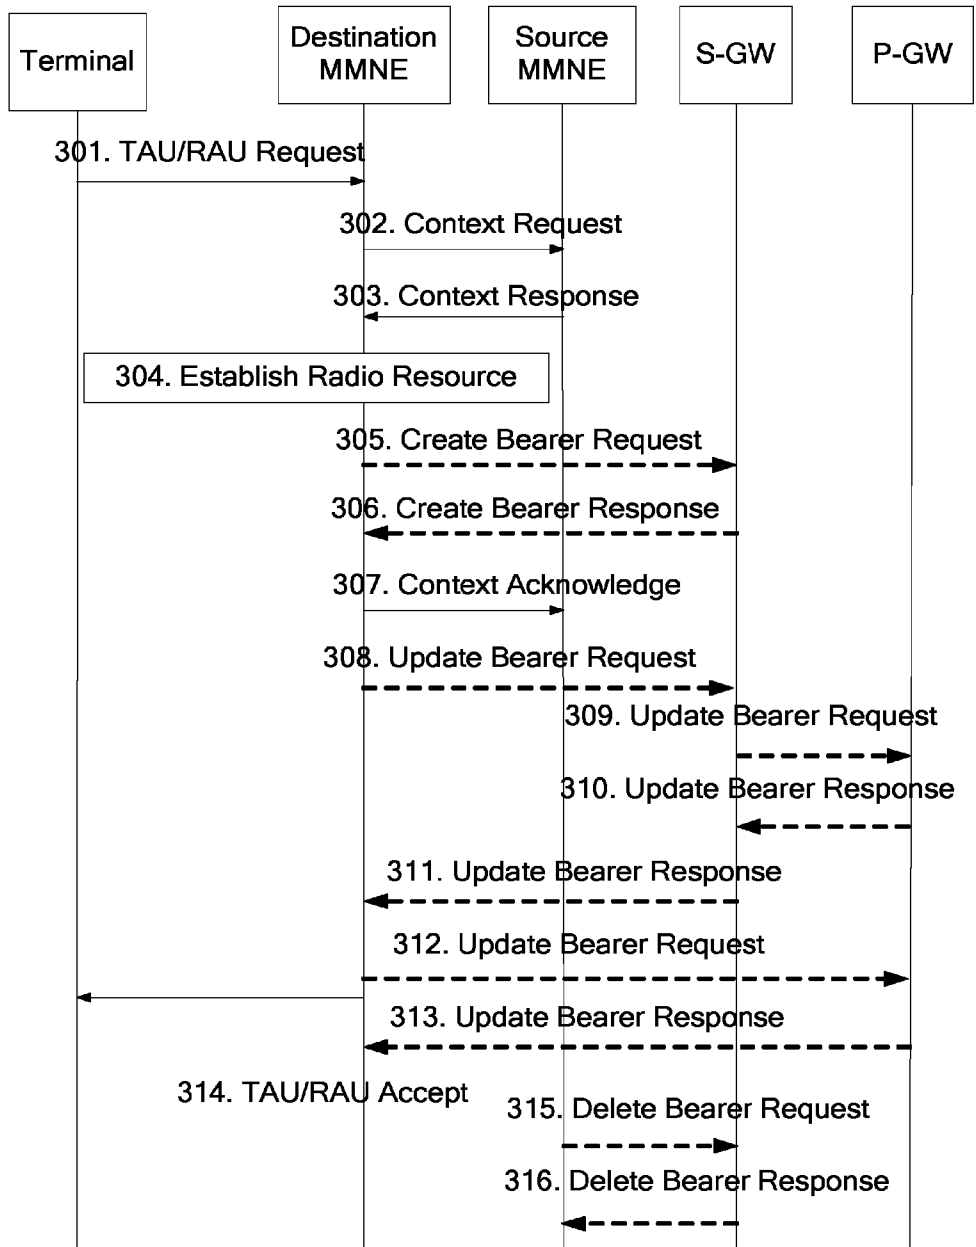 Terminal
Destination
MMNE
Source
MMNE
S-GW
P-GW
301. TAU/RAU Request
302. Context Request
303. Context Response
304. Establish Radio Resource
305. Create Bearer Request
306. Create Bearer Response
307. Context Acknowledge
308. Update Bearer Request
309. Update Bearer Request
310. Update Bearer Response
311. Update Bearer Response
312. Update Bearer Request
313. Update Bearer Response
314. TAU/RAU Accept
315. Delete Bearer Request
316. Delete Bearer Response